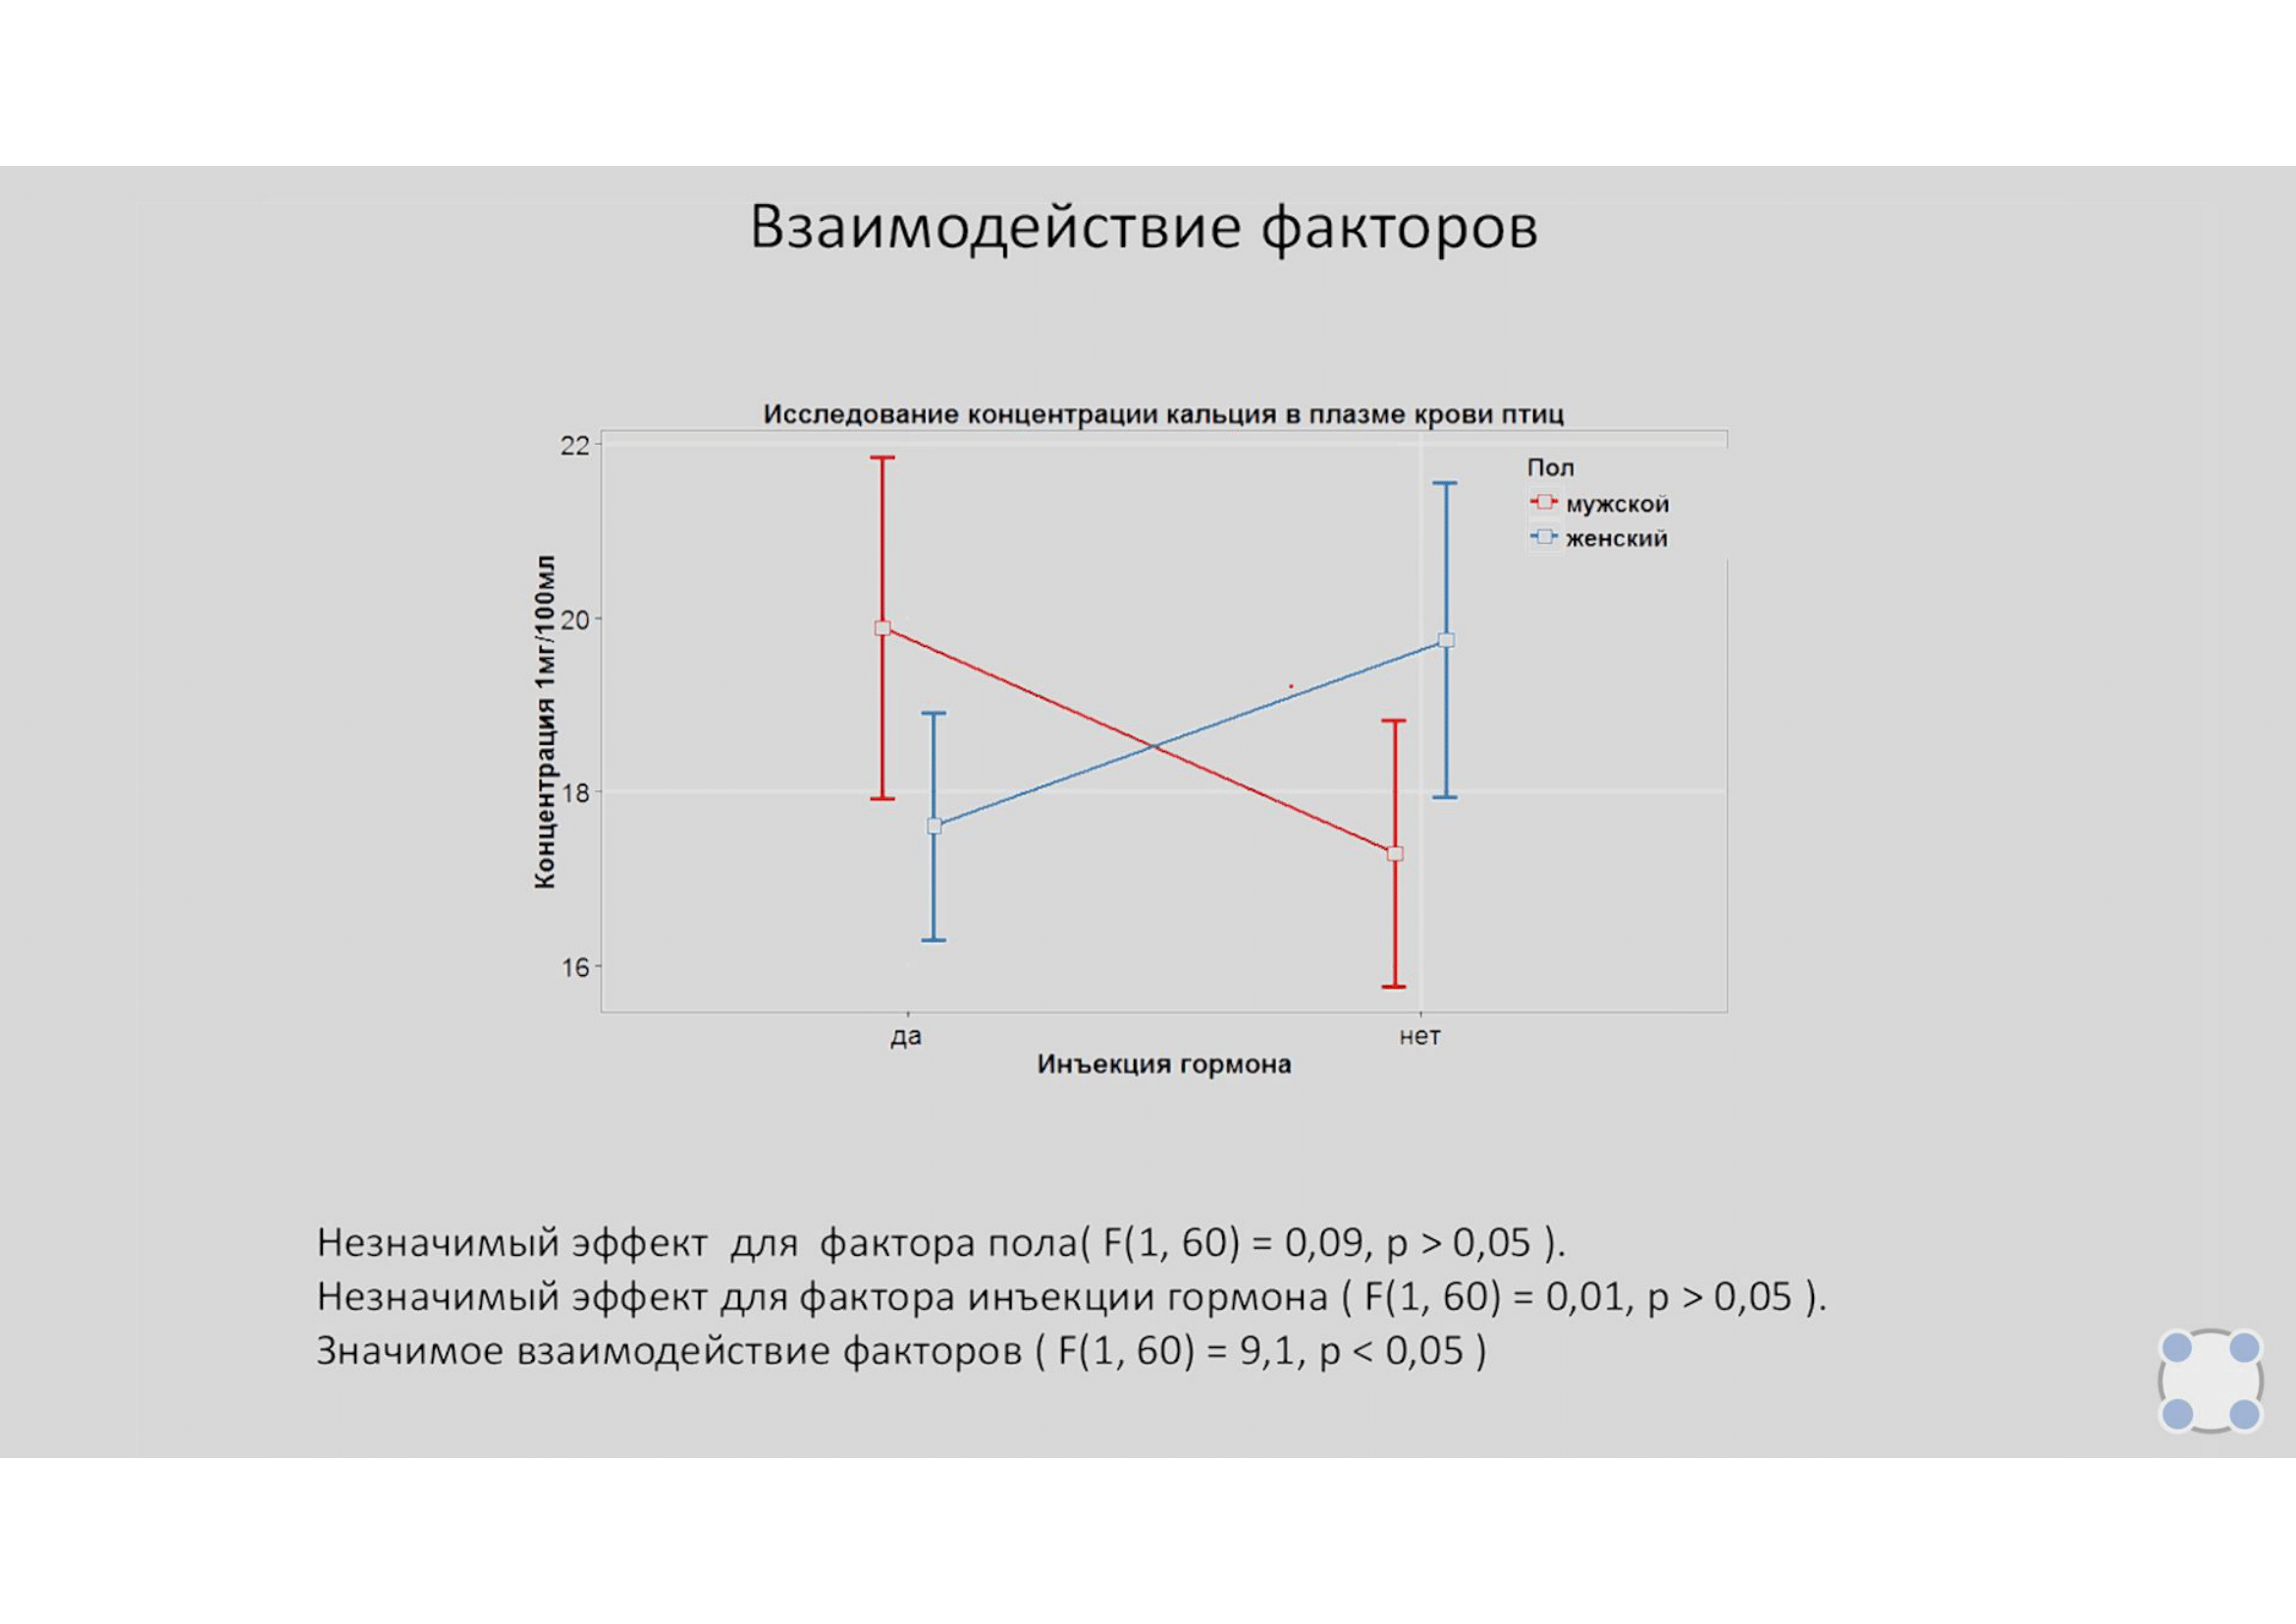 Взаимодействие факторов
Исследование концентрации кальция в плазме крови птиц
22
20
18
16
Концентрация 1мг/100мл
Пол
мужской
женский
да
нет
Инъекция гормона
Незначимый эффект для фактора пола( F(1, 60) = 0,09, p > 0,05 ).
Незначимый эффект для фактора инъекции гормона ( F(1, 60) = 0,01, p > 0,05 ).
Значимое взаимодействие факторов ( F(1, 60) = 9,1, p < 0,05 )